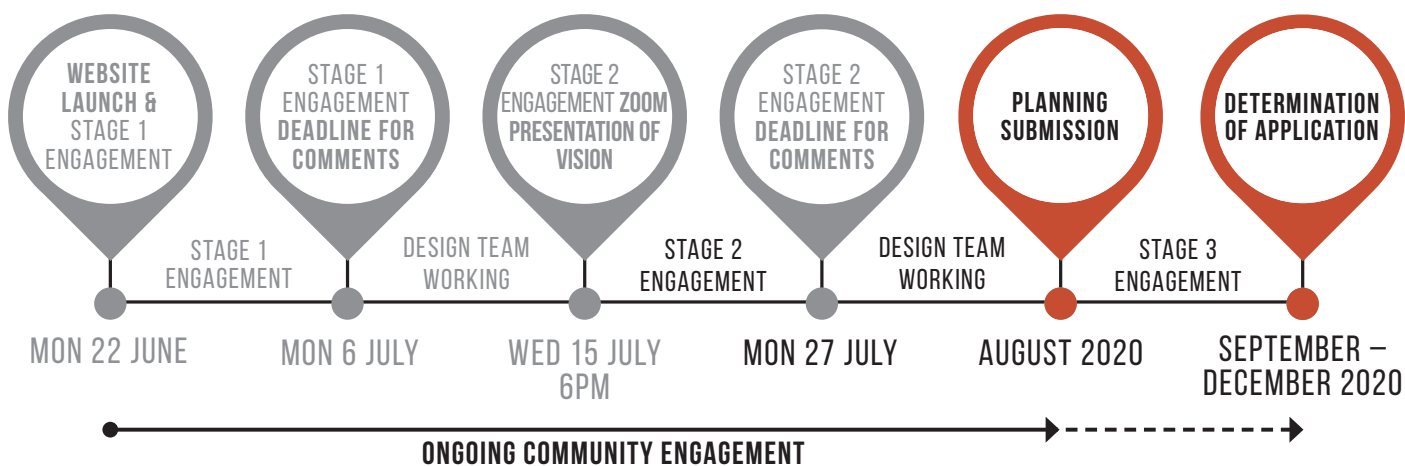 WEBSITE
LAUNCH &
STAGE 1
ENGAGEMENT
STAGE 1
ENGAGEMENT
DEADLINE FOR
COMMENTS
STAGE 2
ENGAGEMENT ZOOM
PRESENTATION OF
VISION
STAGE 2
ENGAGEMENT
DEADLINE FOR
COMMENTS
PLANNING
SUBMISSION
DETERMINATION
OF APPLICATION
STAGE 1
ENGAGEMENT
DESIGN TEAM
WORKING
STAGE 2
ENGAGEMENT
DESIGN TEAM
WORKING
STAGE 3
ENGAGEMENT
MON 22 JUNE
MON 6 JULY
WED 15 JULY
6PM
MON 27 JULY
AUGUST 2020
SEPTEMBER –
DECEMBER 2020
ONGOING COMMUNITY ENGAGEMENT